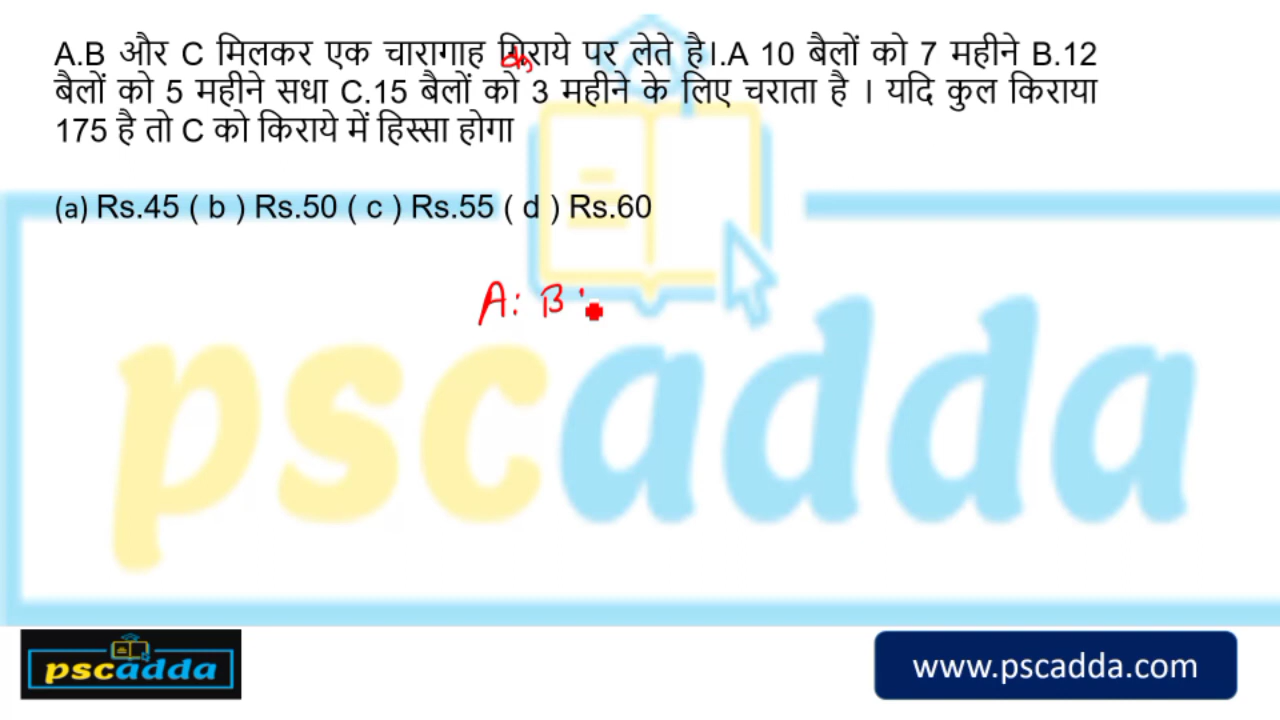 A.B और C मिलकर एक चारागाह गिराये पर लेते है।.A 10 बैलों को 7 महीने B.12
बैलों को 5 महीने सधा C.15 बैलों को 3 महीने के लिए चराता है । यदि कुल किराया
175 है तो C को किराये में हिस्सा होगा
(a) Rs.45 ( b ) Rs.50 ( c ) Rs.55 ( d ) Rs.60
A: B :
pscadda
pscadda
www.pscadda.com